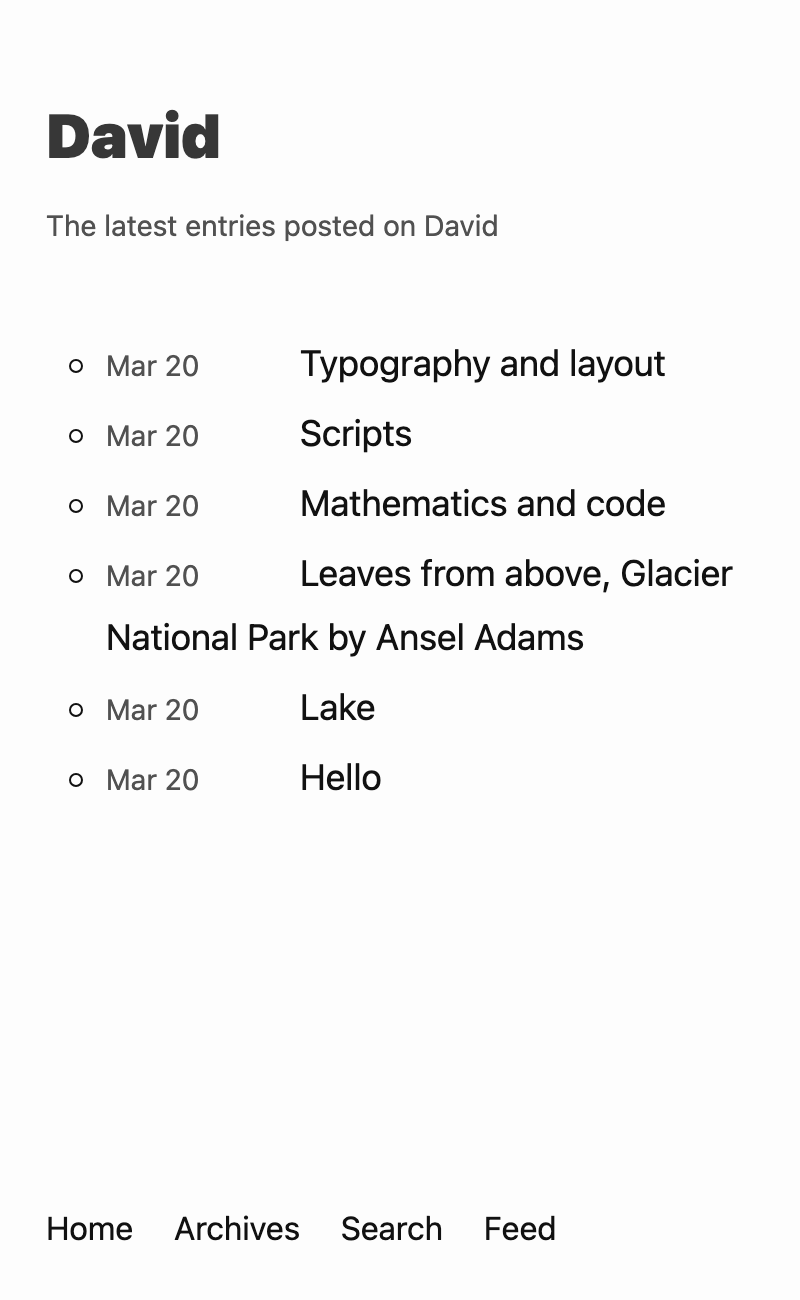 David
The latest entries posted on David
Mar 20 Typography and layout
Mar 20 Scripts
Mar 20 Mathematics and code
Mar 20 Leaves from above, Glacier
National Park by Ansel Adams
Mar 20 Lake
Mar 20 Hello
Home Archives Search Feed